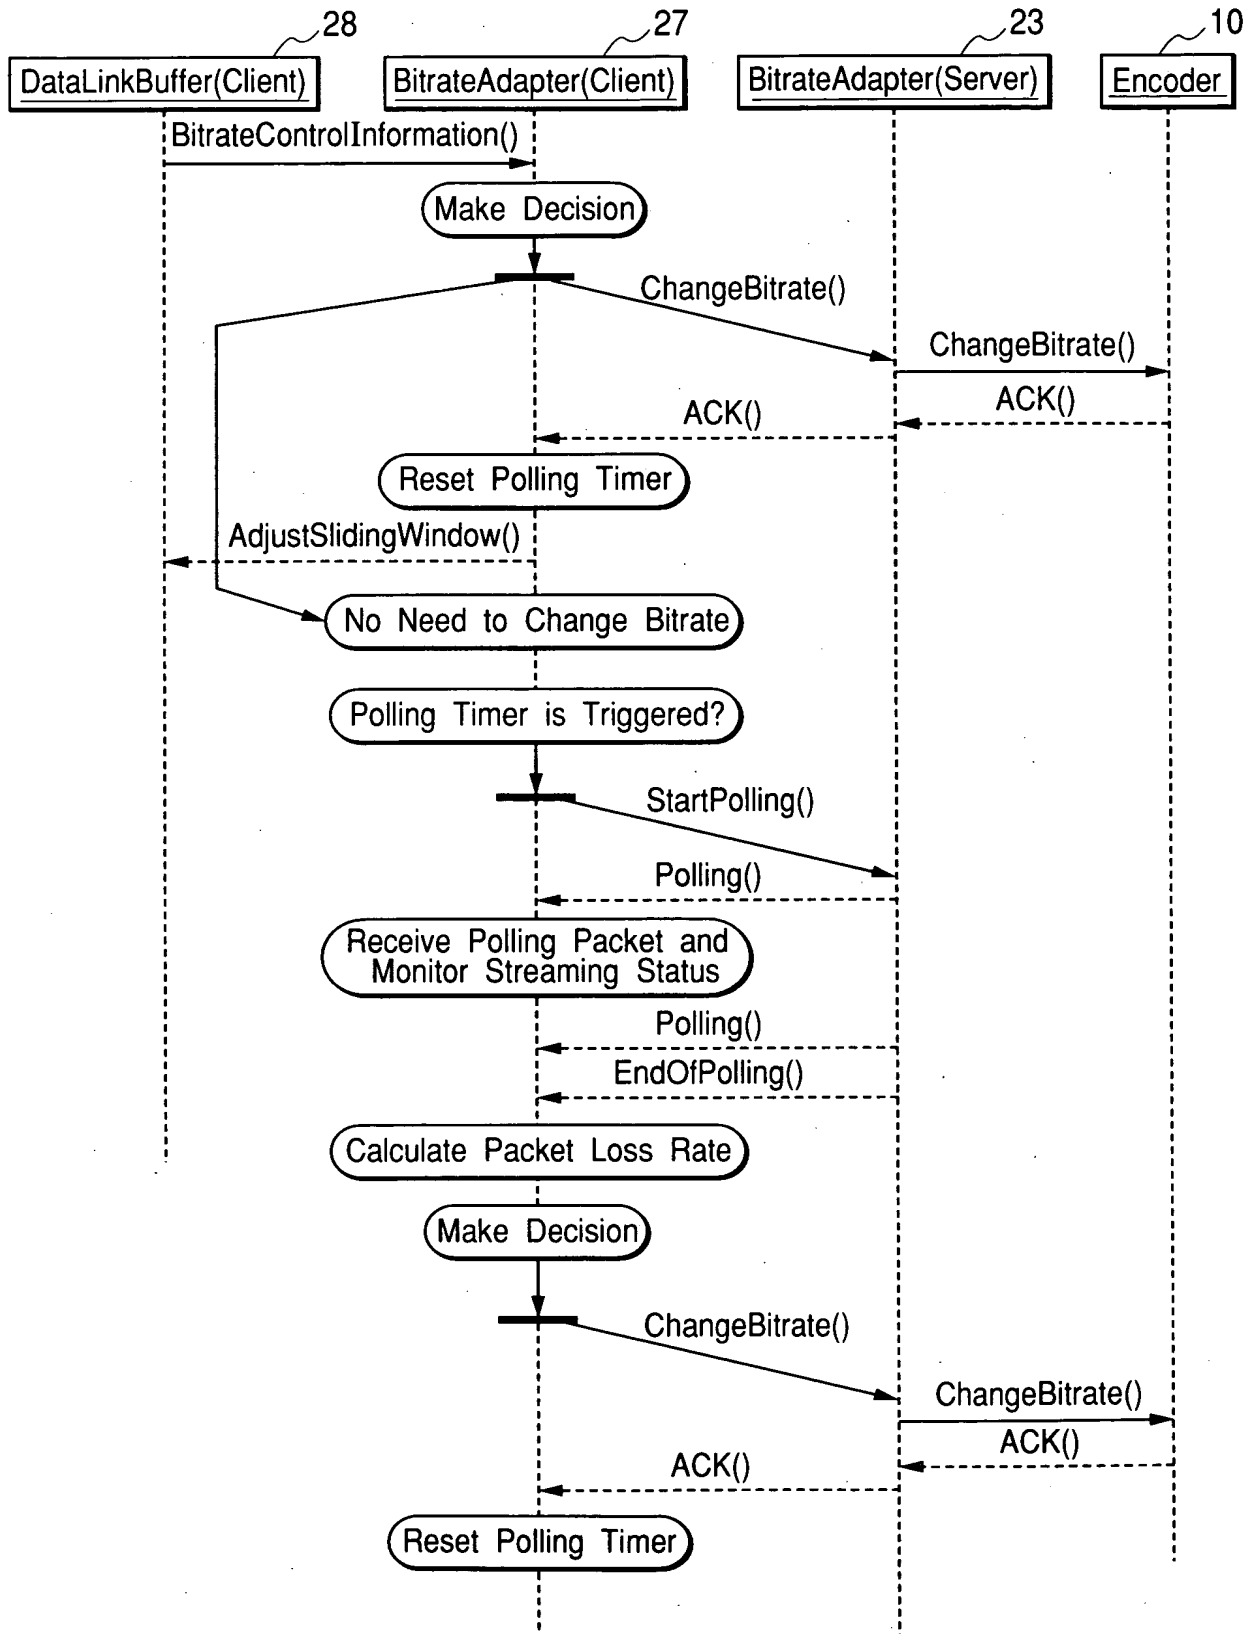 28
27
23
10
DataLinkBuffer(Client)
BitrateAdapter(Client)
BitrateAdapter(Server)
Encoder
BitrateControlInformation()
Make Decision
ChangeBitrate()
ChangeBitrate()
ACK()
ACK()
Reset Polling Timer
AdjustSlidingWindow()
No Need to Change Bitrate
Polling Timer is Triggered?
StartPolling()
Polling()
Receive Polling Packet and
Monitor Streaming Status
Polling()
EndOfPolling()
Calculate Packet Loss Rate
Make Decision
ChangeBitrate()
ChangeBitrate()
ACK()
ACK()
Reset Polling Timer